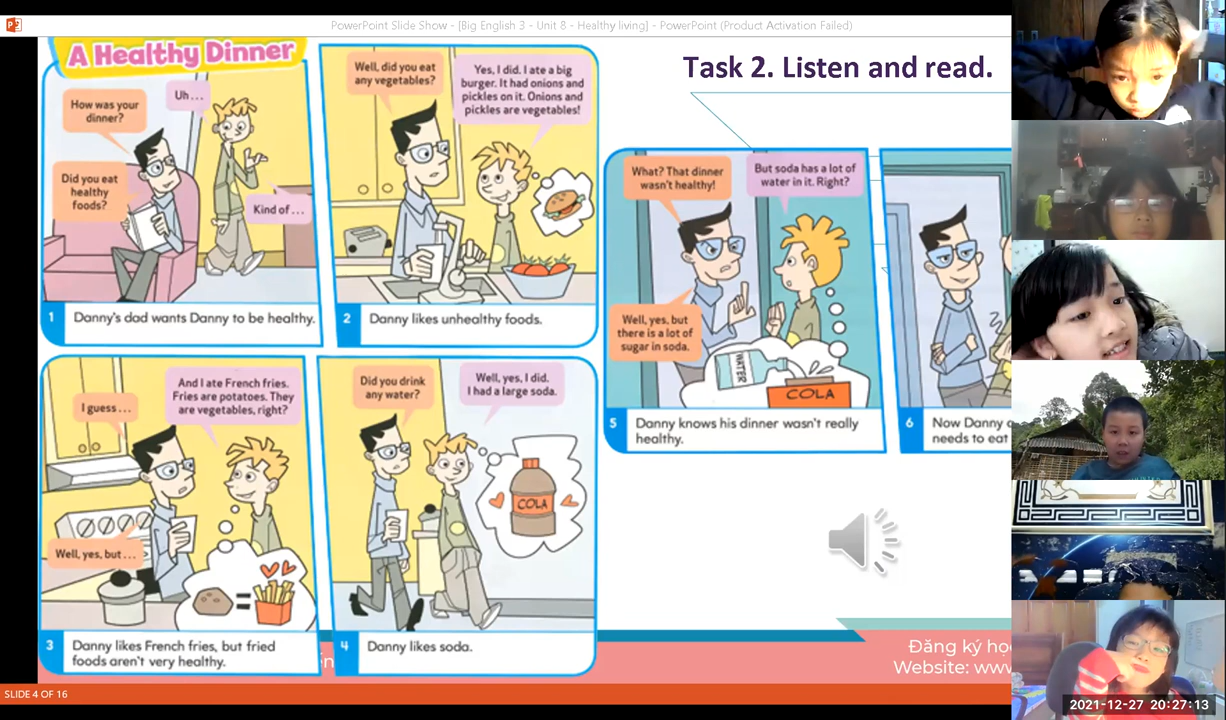 PowerPoint Slide Show - [Big English 3 - Unit 8 - Healthy living] - PowerPoint (Product Activation Failed)
Task 2. Listen and read.
A Healthy Dinner
How was your
dinner?
Uh...
Did you eat
healthy
foods?
Kind of...
1 Danny's dad wants Danny to be healthy.
Well, did you eat
any vegetables?
Yes, I did. I ate a big
burger. It had onions and
pickles on it. Onions and
pickles are vegetables!
2 Danny likes unhealthy foods.
I guess...
And I ate French fries.
Fries are potatoes. They
are vegetables, right?
Well, yes, but...
3 Danny likes French fries, but fried
foods aren't very healthy.
Did you drink
any water?
Well, yes, I did.
I had a large soda.
COLA
4 Danny likes soda.
What? That dinner
wasn't healthy!
But soda has a lot of
water in it. Right?
Well, yes, but
there is a lot of
sugar in soda.
WATER
COLA
5 Danny knows his dinner wasn't really
healthy.
6 Now Danny
needs to eat
Đăng ký
Website: www
SLIDE 4 OF 16
2021-12-27 20:27:13